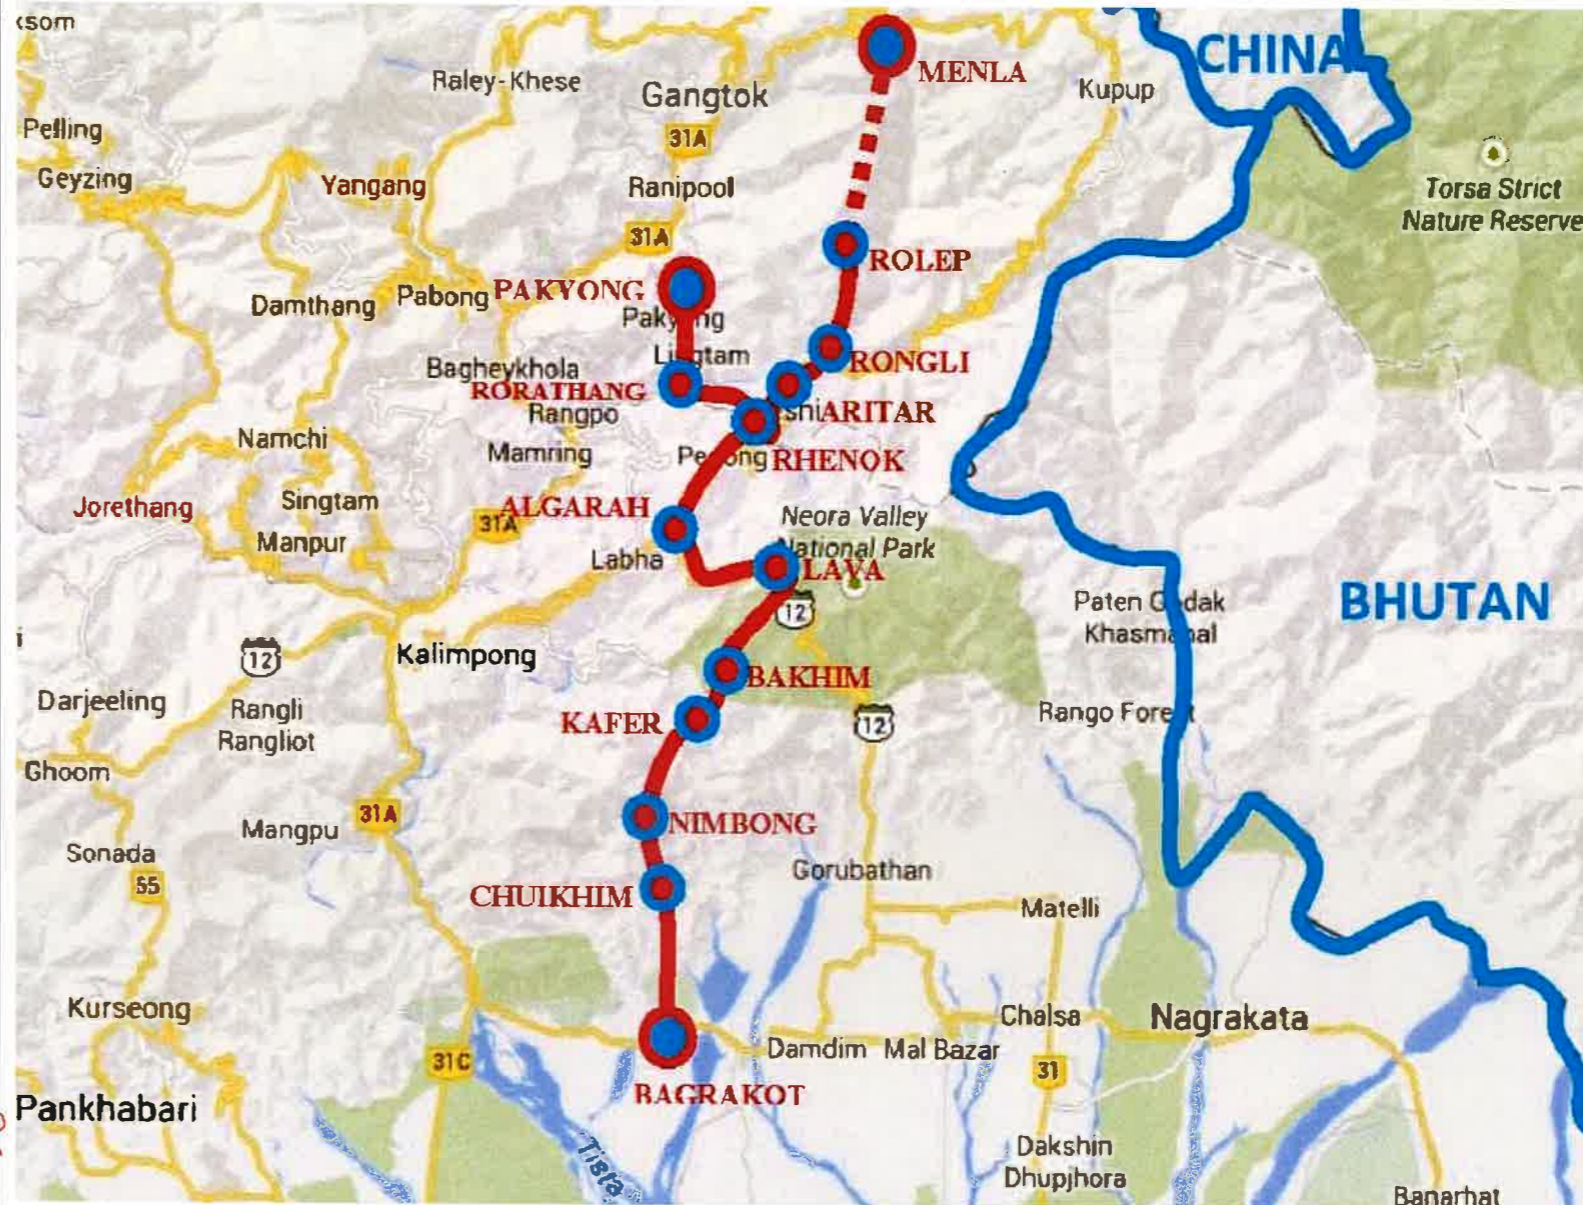 CHINA
MENLA
Raley-Khese
Gangtok
Kupup
Pelling
31A
Geyzing
Yangang
Ranipool
Torsa Strict
Nature Reserve
31A
ROLEP
PAKYONG
Damthang
Pabong
Bagheykhola
RONGLI
RORATHANG
Rangpo
ARITAR
Namchi
Mamring
RHENOK
Jorethang
Singtam
ALGARAH
31A
Neora Valley
National Park
Manpur
Labha
LAVA
12
BHUTAN
Kalimpong
12
BAKHIM
Darjeeling
Rangli
Rangliot
KAFER
12
Ghoom
31A
Mangpu
NIMBONG
Sonada
55
CHUIKHIM
Gorubathan
Matelli
Kurseong
Chalsa
Nagrakata
31C
Damdim
Mal Bazar
31
BAGRAKOT
Pankhabari
Tista
Dakshin
Dhupjhora
Banarhat